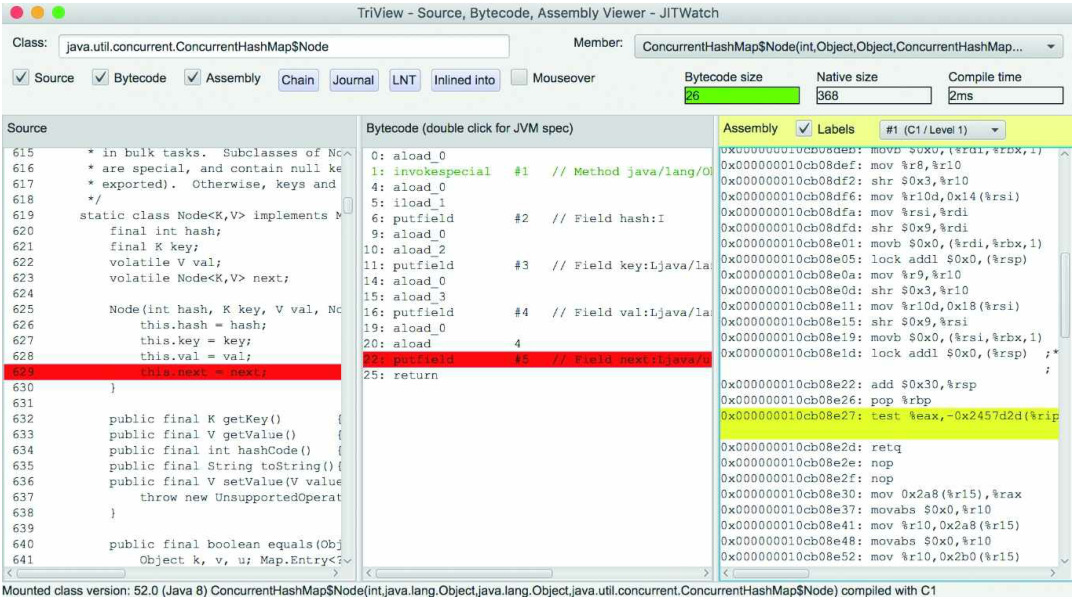 TriView - Source, Bytecode, Assembly Viewer - JITWatch
Class: java.util.concurrent.ConcurrentHashMap$Node Member: ConcurrentHashMap$Node(int,Object,Object,ConcurrentHashMap...
Source Bytecode Assembly Chain Journal LNT Inlined into Mouseover
Bytecode size Native size Compile time
26 368 2ms
Source
615 * in bulk tasks. Subclasses of No
616 * are special, and contain null ke
617 * exported). Otherwise, keys and
618 */
619 static class Node<K,V> implements M
620 final int hash;
621 final K key;
622 volatile V val;
623 volatile Node<K,V> next;
624
625 Node(int hash, K key, V val, No
626 this.hash = hash;
627 this.key = key;
628 this.val = val;
629 this.next = next;
630 }
631
632 public final K getKey() {
633 public final V getValue() {
634 public final int hashCode() {
635 public final String toString(){
636 public final V setValue(V value
637 throw new UnsupportedOperat
638 }
639
640 public final boolean equals(Obj
641 Object k, v, u; Map.Entry<?
Bytecode (double click for JVM spec)
0: aload_0
1: invokespecial #1 // Method java/lang/Ob
4: aload_0
5: iload_1
6: putfield #2 // Field hash:I
9: aload_0
10: aload_2
11: putfield #3 // Field key:Ljava/la
14: aload_0
15: aload_3
16: putfield #4 // Field val:Ljava/la
19: aload_0
20: aload 4
22: putfield #5 // Field next:Ljava/u
25: return
Assembly Labels #1 (C1 / Level 1)
0x000000010cb08deb: movb $0x0,(%rdi,%rbx,1)
0x000000010cb08def: mov %r8,%r10
0x000000010cb08df2: shr $0x3,%r10
0x000000010cb08df6: mov %r10d,0x14(%rsi)
0x000000010cb08dfa: mov %rsi,%rdi
0x000000010cb08dfd: shr $0x9,%rdi
0x000000010cb08e01: movb $0x0,(%rdi,%rbx,1)
0x000000010cb08e05: lock addl $0x0,(%rsp)
0x000000010cb08e0a: mov %r9,%r10
0x000000010cb08e0d: shr $0x3,%r10
0x000000010cb08e11: mov %r10d,0x18(%rsi)
0x000000010cb08e15: shr $0x9,%rsi
0x000000010cb08e19: movb $0x0,(%rsi,%rbx,1)
0x000000010cb08e1d: lock addl $0x0,(%rsp) ;*
;
0x000000010cb08e22: add $0x30,%rsp
0x000000010cb08e26: pop %rbp
0x000000010cb08e27: test %eax,-0x2457d2d(%rip
0x000000010cb08e2d: retq
0x000000010cb08e2e: nop
0x000000010cb08e2f: nop
0x000000010cb08e30: mov 0x2a8(%r15),%rax
0x000000010cb08e37: movabs $0x0,%r10
0x000000010cb08e41: mov %r10,0x2a8(%r15)
0x000000010cb08e48: movabs $0x0,%r10
0x000000010cb08e52: mov %r10,0x2b0(%r15)
Mounted class version: 52.0 (Java 8) ConcurrentHashMap$Node(int,java.lang.Object,java.lang.Object,java.util.concurrent.ConcurrentHashMap$Node) compiled with C1